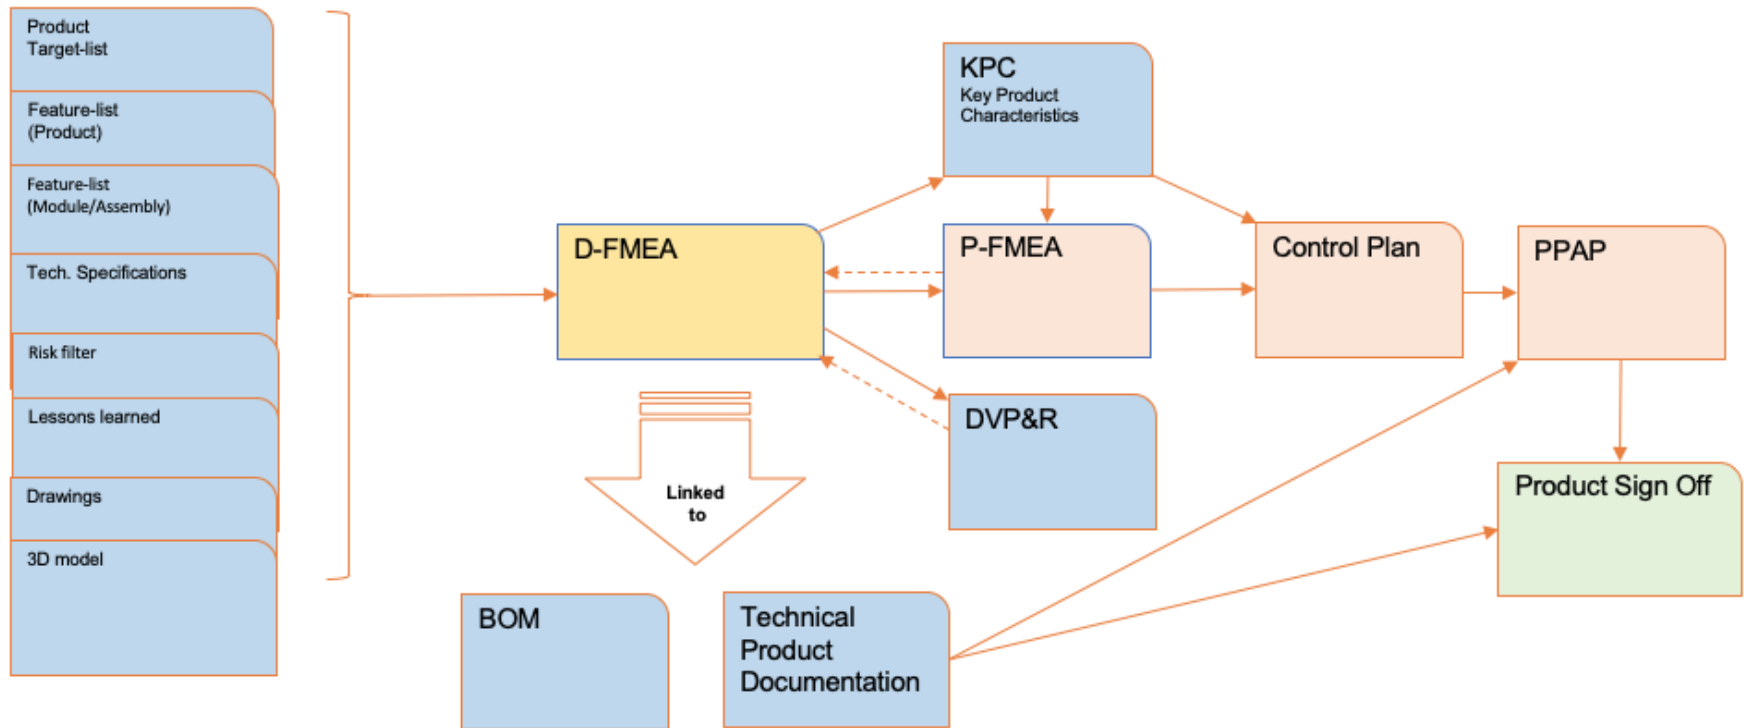 Product
Target-list
Feature-list
(Product)
Feature-list
(Module/Assembly)
Tech. Specifications
Risk filter
Lessons learned
Drawings
3D model
D-FMEA
Linked
to
BOM
Technical
Product
Documentation
KPC
Key Product
Characteristics
P-FMEA
DVP&R
Control Plan
PPAP
Product Sign Off